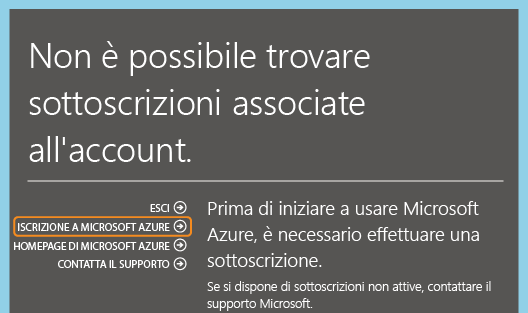 Non è possibile trovare
sottoscrizioni associate
all'account.
ESCI
ISCRIZIONE A MICROSOFT AZURE
HOMEPAGE DI MICROSOFT AZURE
CONTATTA IL SUPPORTO
Prima di iniziare a usare Microsoft
Azure, è necessario effettuare una
sottoscrizione.
Se si dispone di sottoscrizioni non attive, contattare il
supporto Microsoft.